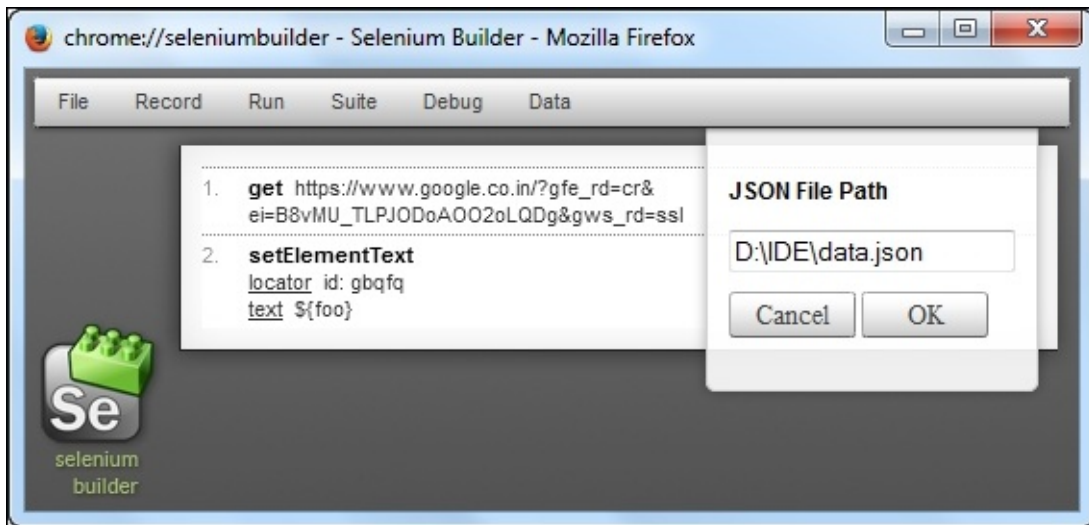 chrome://seleniumbuilder - Selenium Builder - Mozilla Firefox
File Record Run Suite Debug Data
1. get https://www.google.co.in/?gfe_rd=cr&
ei=B8vMU_TLPJODoAOO2oLQDg&gws_rd=ssl
2. setElementText
locator id: gbqfq
text ${foo}
JSON File Path
D:\IDE\data.json
Cancel OK
Se
selenium
builder